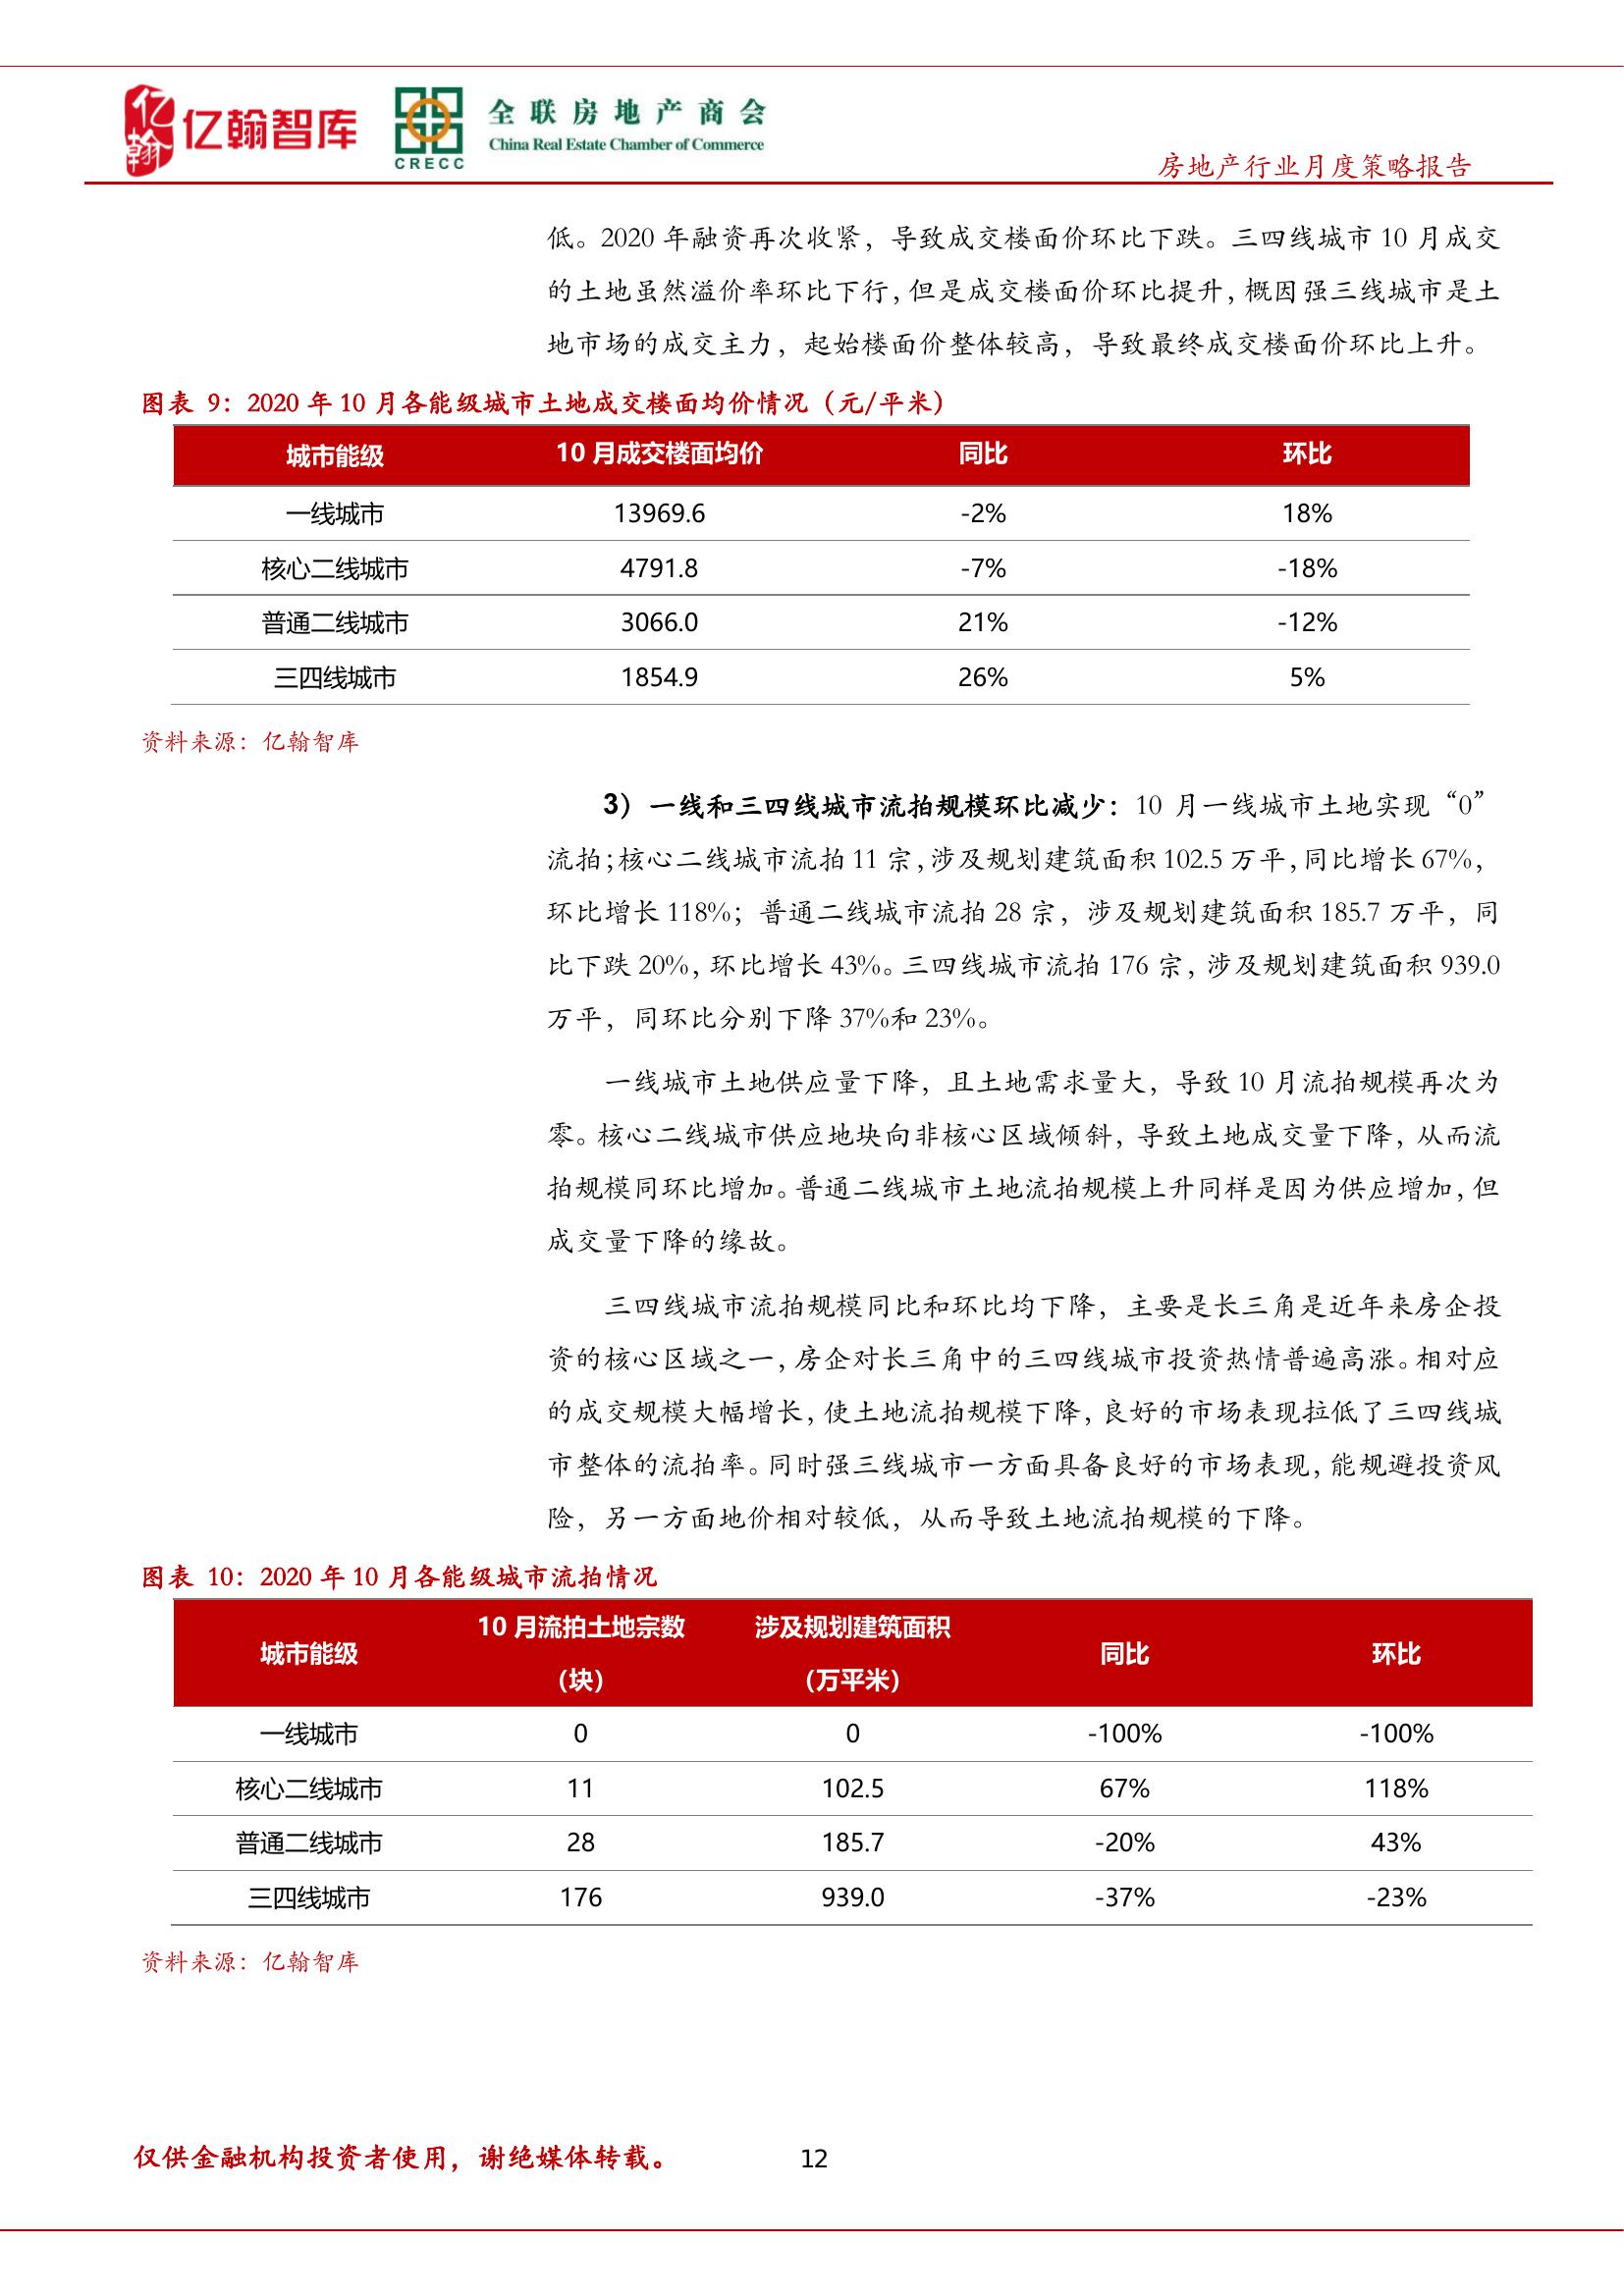 亿翰 亿翰智库
CRECC
全联房地产商会
China Real Estate Chamber of Commerce
房地产行业月度策略报告
低。2020 年融资再次收紧，导致成交楼面价环比下跌。三四线城市 10 月成交
的土地虽然溢价率环比下行，但是成交楼面价环比提升，概因强三线城市是土
地市场的成交主力，起始楼面价整体较高，导致最终成交楼面价环比上升。
图表 9：2020 年 10 月各能级城市土地成交楼面均价情况（元/平米）
城市能级 10 月成交楼面均价 同比 环比
一线城市 13969.6 -2% 18%
核心二线城市 4791.8 -7% -18%
普通二线城市 3066.0 21% -12%
三四线城市 1854.9 26% 5%
资料来源：亿翰智库
3）一线和三四线城市流拍规模环比减少：10 月一线城市土地实现“0”
流拍；核心二线城市流拍 11 宗，涉及规划建筑面积 102.5 万平，同比增长 67%，
环比增长 118%；普通二线城市流拍 28 宗，涉及规划建筑面积 185.7 万平，同
比下跌 20%，环比增长 43%。三四线城市流拍 176 宗，涉及规划建筑面积 939.0
万平，同环比分别下降 37%和 23%。
一线城市土地供应量下降，且土地需求量大，导致 10 月流拍规模再次为
零。核心二线城市供应地块向非核心区域倾斜，导致土地成交量下降，从而流
拍规模同环比增加。普通二线城市土地流拍规模上升同样是因为供应增加，但
成交量下降的缘故。
三四线城市流拍规模同比和环比均下降，主要是长三角是近年来房企投
资的核心区域之一，房企对长三角中的三四线城市投资热情普遍高涨。相对应
的成交规模大幅增长，使土地流拍规模下降，良好的市场表现拉低了三四线城
市整体的流拍率。同时强三线城市一方面具备良好的市场表现，能规避投资风
险，另一方面地价相对较低，从而导致土地流拍规模的下降。
图表 10：2020 年 10 月各能级城市流拍情况
城市能级 10 月流拍土地宗数（块） 涉及规划建筑面积（万平米） 同比 环比
一线城市 0 0 -100% -100%
核心二线城市 11 102.5 67% 118%
普通二线城市 28 185.7 -20% 43%
三四线城市 176 939.0 -37% -23%
资料来源：亿翰智库
仅供金融机构投资者使用，谢绝媒体转载。 12